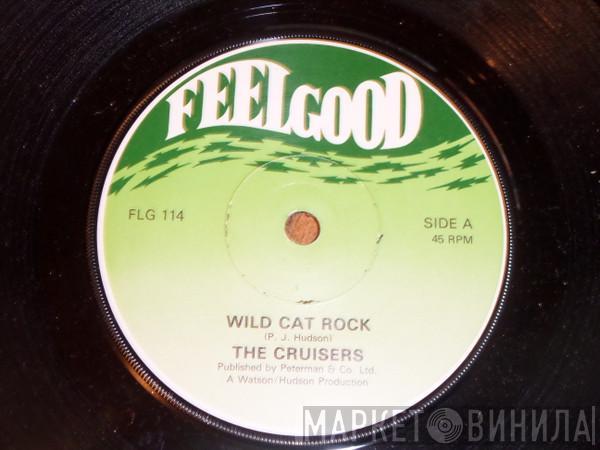 FEELGOOD
FLG 114
SIDE A
45 RPM
WILD CAT ROCK
(P. J. Hudson)
THE CRUISERS
Published by Peterman & Co. Ltd.
A Watson/Hudson Production
МАРКЕТ ВИНИЛА